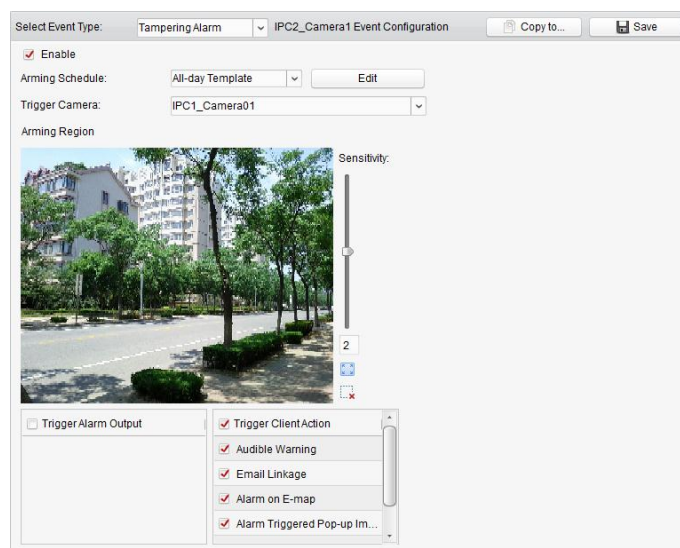 Select Event Type: Tampering Alarm IPC2_Camera1 Event Configuration Copy to... Save
Enable
Arming Schedule: All-day Template Edit
Trigger Camera: IPC1_Camera01
Arming Region
Sensitivity:
2
Trigger Alarm Output Trigger Client Action
Audible Warning
Email Linkage
Alarm on E-map
Alarm Triggered Pop-up Im...